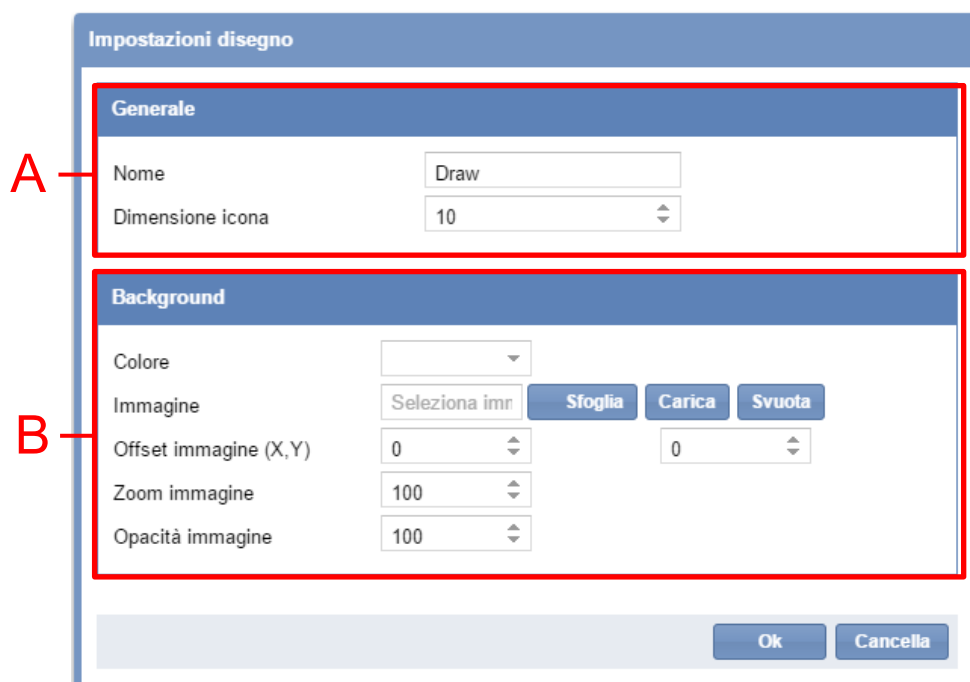 Impostazioni disegno
Generale
A
Nome Draw
Dimensione icona 10
Background
Colore
Immagine Seleziona imm Sfoglia Carica Svuota
B
Offset immagine (X,Y) 0 0
Zoom immagine 100
Opacità immagine 100
Ok Cancella